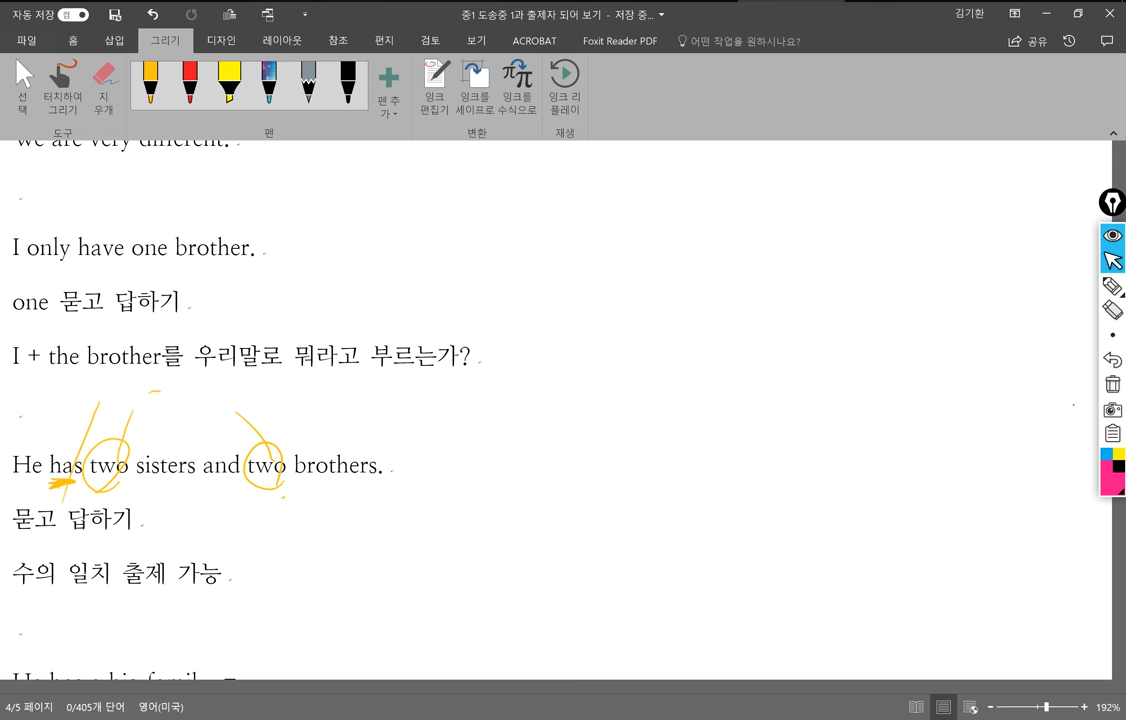 자동 저장 켬
중1 도송중 1과 출제자 되어 보기 - 저장 중...
김기환
파일 홈 삽입 그리기 디자인 레이아웃 참조 편지 검토 보기 ACROBAT Foxit Reader PDF 어떤 작업을 원하시나요? 공유
선택
터치하여 그리기
지우개
펜 추가
잉크 편집기
잉크를 셰이프로
잉크를 수식으로
잉크 리플레이
도구 펜 변환 재생
we are very different.
I only have one brother.
one 묻고 답하기
I + the brother를 우리말로 뭐라고 부르는가?
He has two sisters and two brothers.
묻고 답하기
수의 일치 출제 가능
4/5 페이지 0/405개 단어 영어(미국) 192%